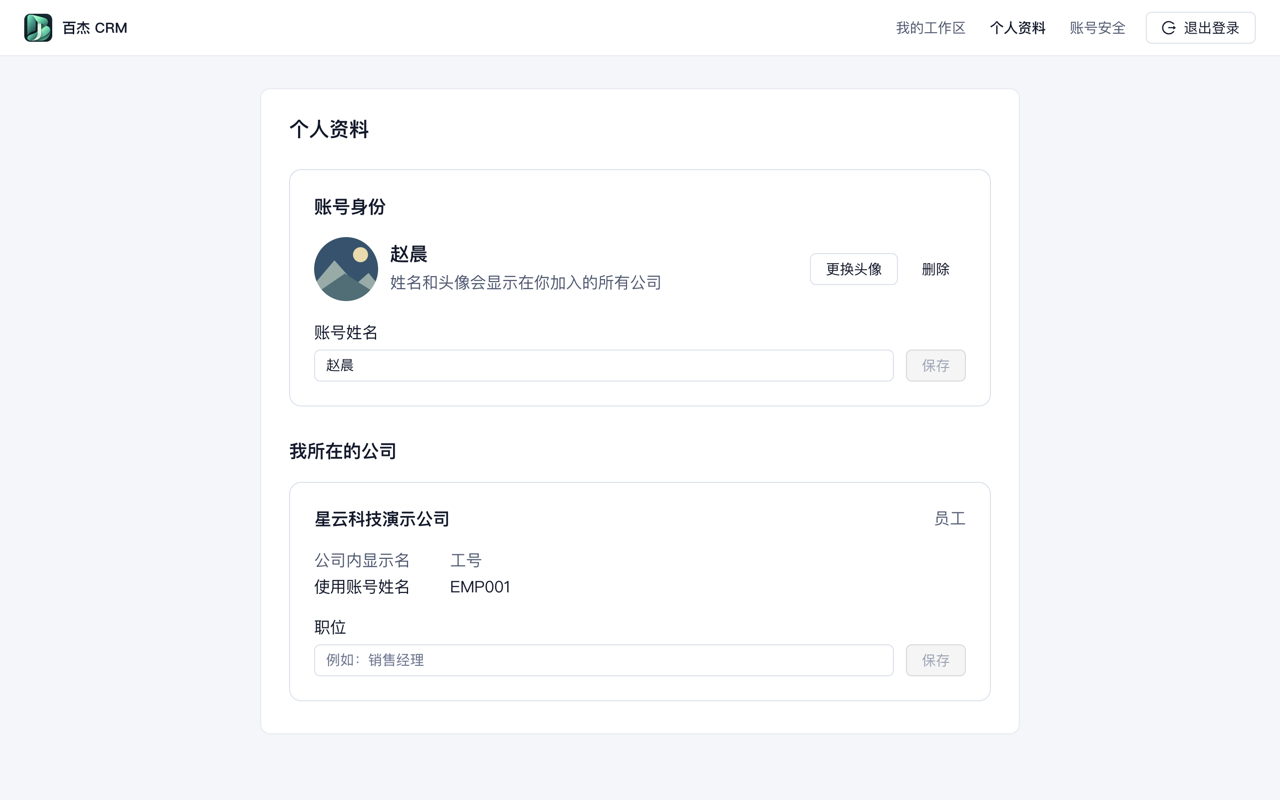 百杰 CRM
我的工作区
个人资料
账号安全
退出登录
个人资料
账号身份
赵晨
姓名和头像会显示在你加入的所有公司
更换头像
删除
账号姓名
赵晨
保存
我所在的公司
星云科技演示公司
员工
公司内显示名
工号
使用账号姓名
EMP001
职位
例如：销售经理
保存